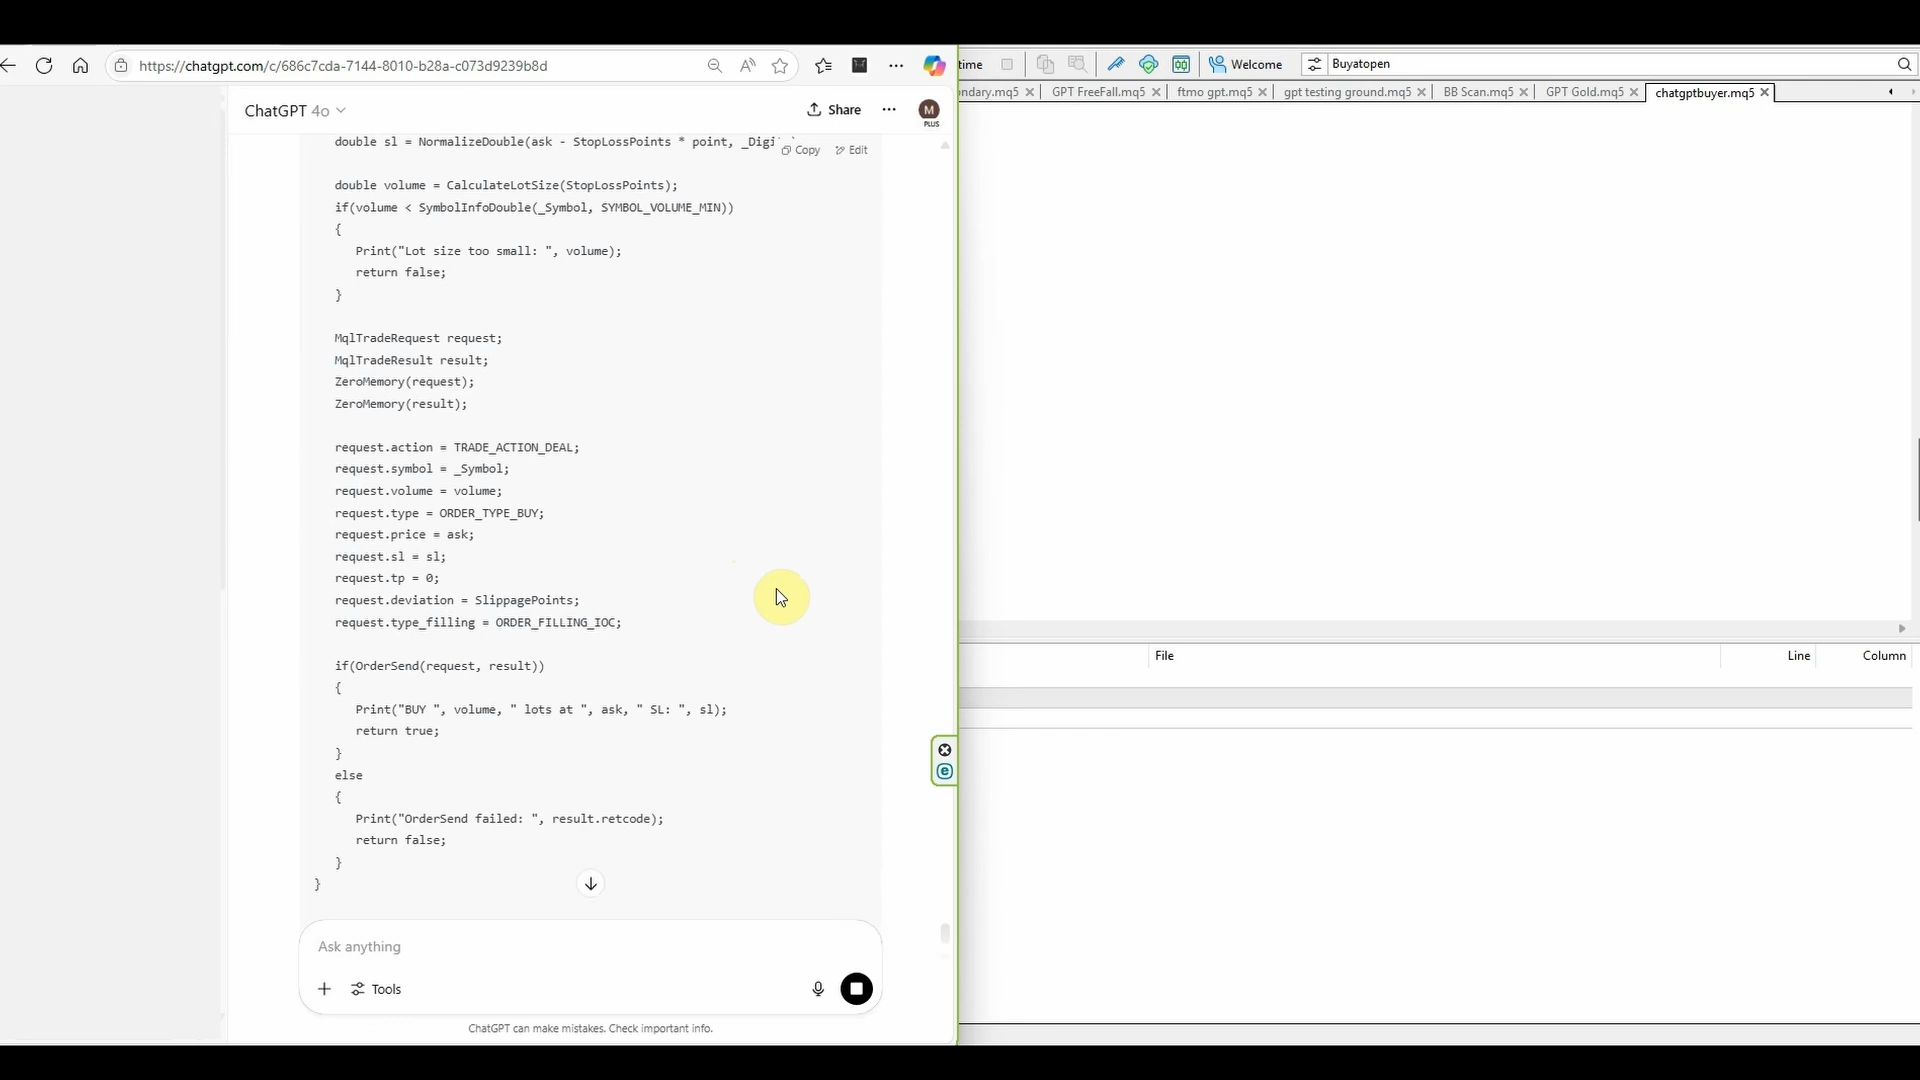 https://chatgpt.com/c/686c7cda-7144-8010-b28a-c073d9239b8d
ChatGPT 4o
Share
M
PLUS
double sl = NormalizeDouble(ask - StopLossPoints * point, _Digi
Copy
Edit
double volume = CalculateLotSize(StopLossPoints);
if(volume < SymbolInfoDouble(_Symbol, SYMBOL_VOLUME_MIN))
{
Print("Lot size too small: ", volume);
return false;
}
MqlTradeRequest request;
MqlTradeResult result;
ZeroMemory(request);
ZeroMemory(result);
request.action = TRADE_ACTION_DEAL;
request.symbol = _Symbol;
request.volume = volume;
request.type = ORDER_TYPE_BUY;
request.price = ask;
request.sl = sl;
request.tp = 0;
request.deviation = SlippagePoints;
request.type_filling = ORDER_FILLING_IOC;
if(OrderSend(request, result))
{
Print("BUY ", volume, " lots at ", ask, " SL: ", sl);
return true;
}
else
{
Print("OrderSend failed: ", result.retcode);
return false;
}
}
Ask anything
Tools
ChatGPT can make mistakes. Check important info.
time
Welcome
Buyatopen
ondary.mq5
GPT FreeFall.mq5
ftmo gpt.mq5
gpt testing ground.mq5
BB Scan.mq5
GPT Gold.mq5
chatgptbuyer.mq5
File
Line
Column